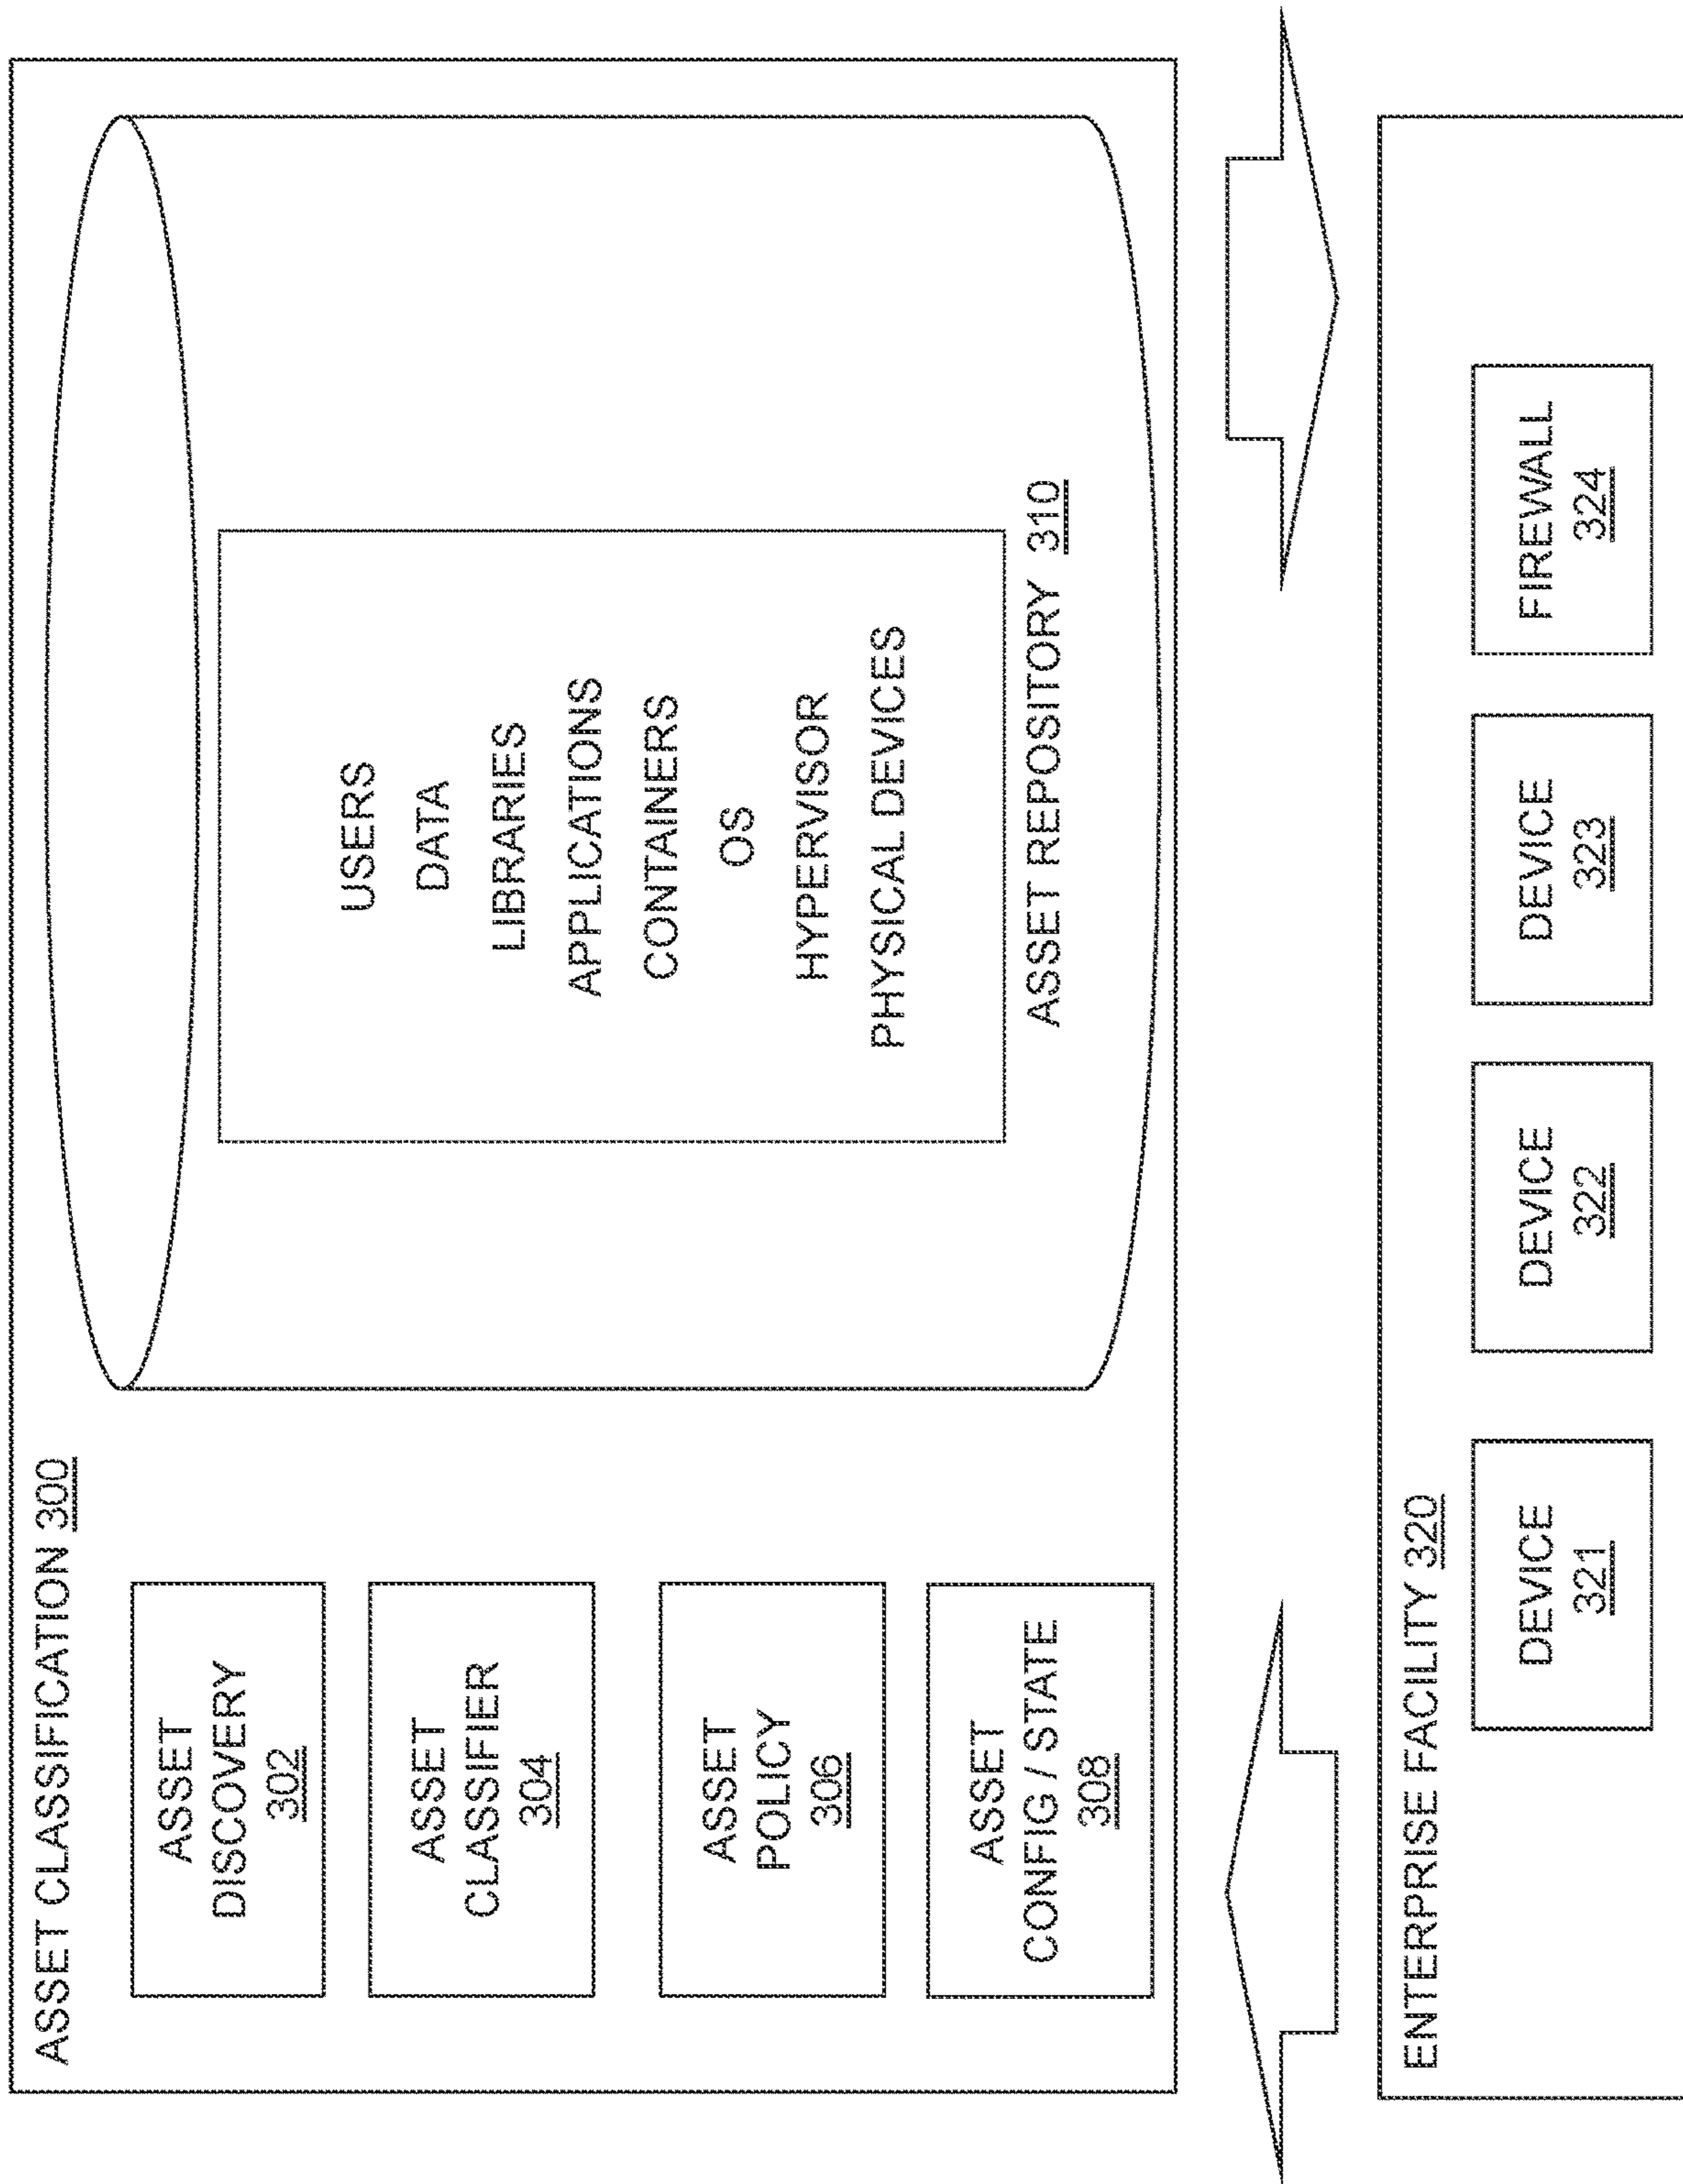 ASSET CLASSIFICATION 300
ASSET
DISCOVERY
302
ASSET
CLASSIFIER
304
ASSET
POLICY
306
ASSET
CONFIG / STATE
308
USERS
DATA
LIBRARIES
APPLICATIONS
CONTAINERS
OS
HYPERVISOR
PHYSICAL DEVICES
ASSET REPOSITORY 310
ENTERPRISE FACILITY 320
DEVICE
321
DEVICE
322
DEVICE
323
FIREWALL
324